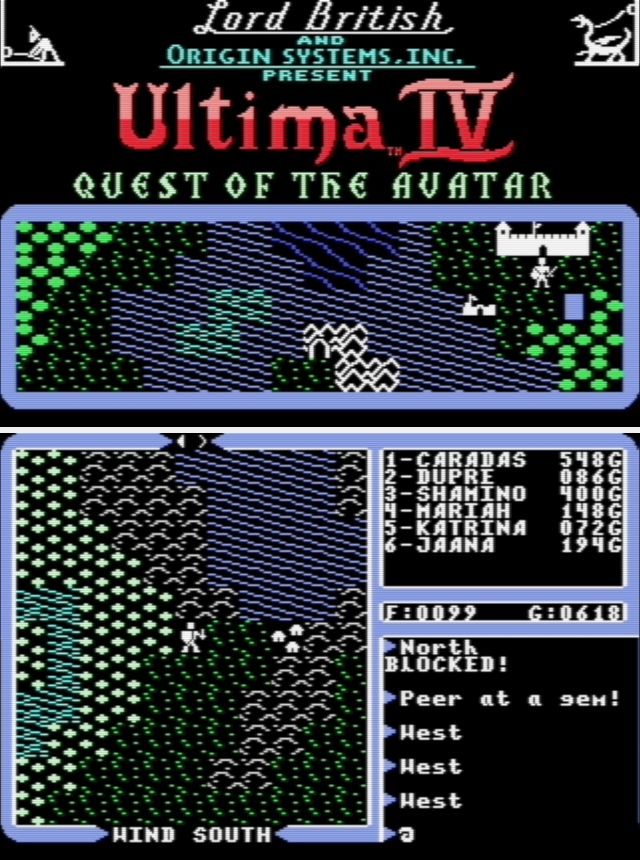 Lord British
AND
ORIGIN SYSTEMS,INC.
PRESENT
Ultima IV
TM
QUEST OF THE AVATAR
1-CARADAS 548G
2-DUPRE 086G
3-SHAMINO 400G
4-MARIAH 148G
5-KATRINA 072G
6-JAANA 194G
F:0099 G:0618
North
BLOCKED!
Peer at a gem!
West
West
West
WIND SOUTH